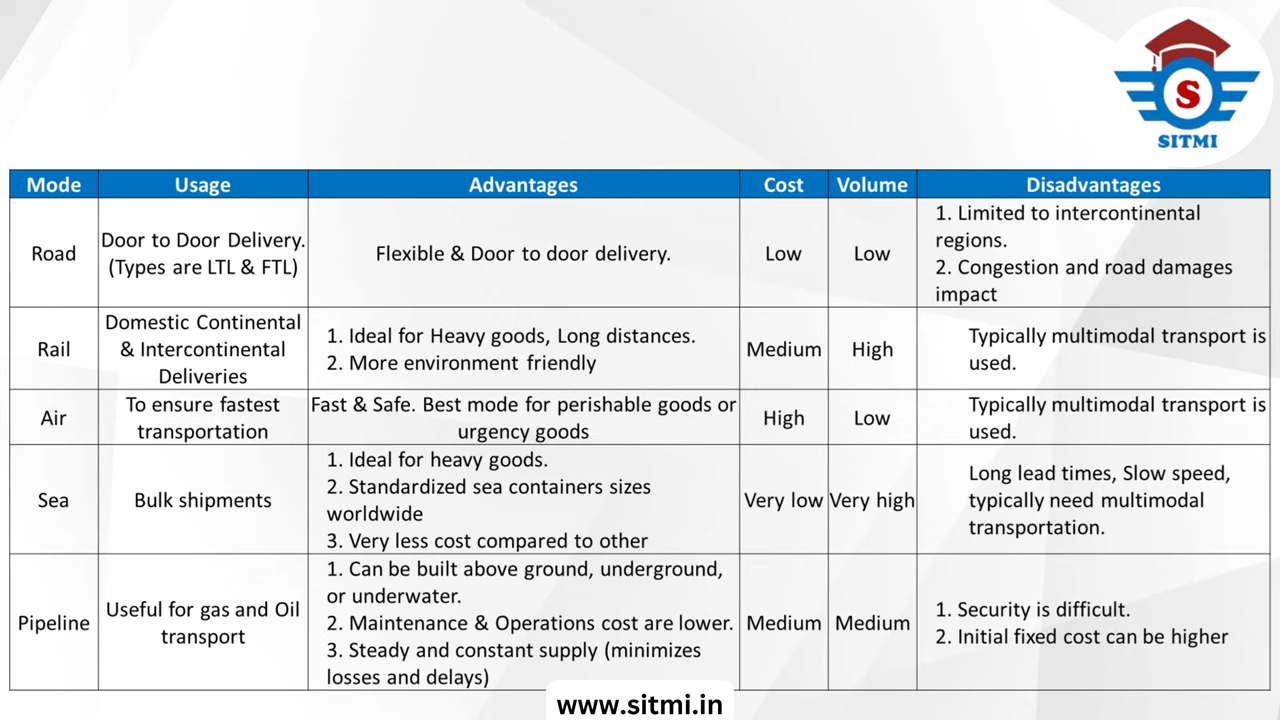 S
SITMI
Mode Usage Advantages Cost Volume Disadvantages
Road
Door to Door Delivery.
(Types are LTL & FTL)
Flexible & Door to door delivery.
Low
Low
1. Limited to intercontinental
regions.
2. Congestion and road damages
impact
Rail
Domestic Continental
& Intercontinental
Deliveries
1. Ideal for Heavy goods, Long distances.
2. More environment friendly
Medium
High
Typically multimodal transport is
used.
Air
To ensure fastest
transportation
Fast & Safe. Best mode for perishable goods or
urgency goods
High
Low
Typically multimodal transport is
used.
Sea
Bulk shipments
1. Ideal for heavy goods.
2. Standardized sea containers sizes
worldwide
3. Very less cost compared to other
Very low
Very high
Long lead times, Slow speed,
typically need multimodal
transportation.
Pipeline
Useful for gas and Oil
transport
1. Can be built above ground, underground,
or underwater.
2. Maintenance & Operations cost are lower.
3. Steady and constant supply (minimizes
losses and delays)
Medium
Medium
1. Security is difficult.
2. Initial fixed cost can be higher
www.sitmi.in